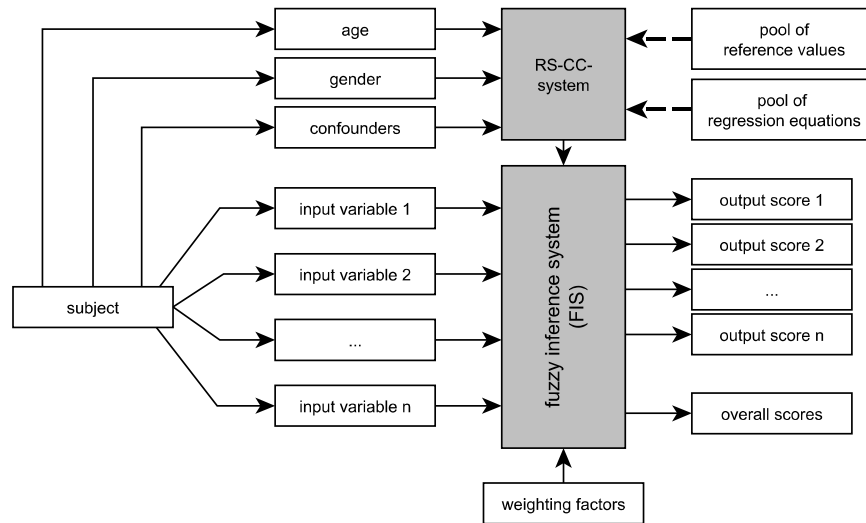 age
gender
confounders
RS-CC-
system
pool of
reference values
pool of
regression equations
subject
input variable 1
input variable 2
...
input variable n
fuzzy inference system
(FIS)
output score 1
output score 2
...
output score n
overall scores
weighting factors